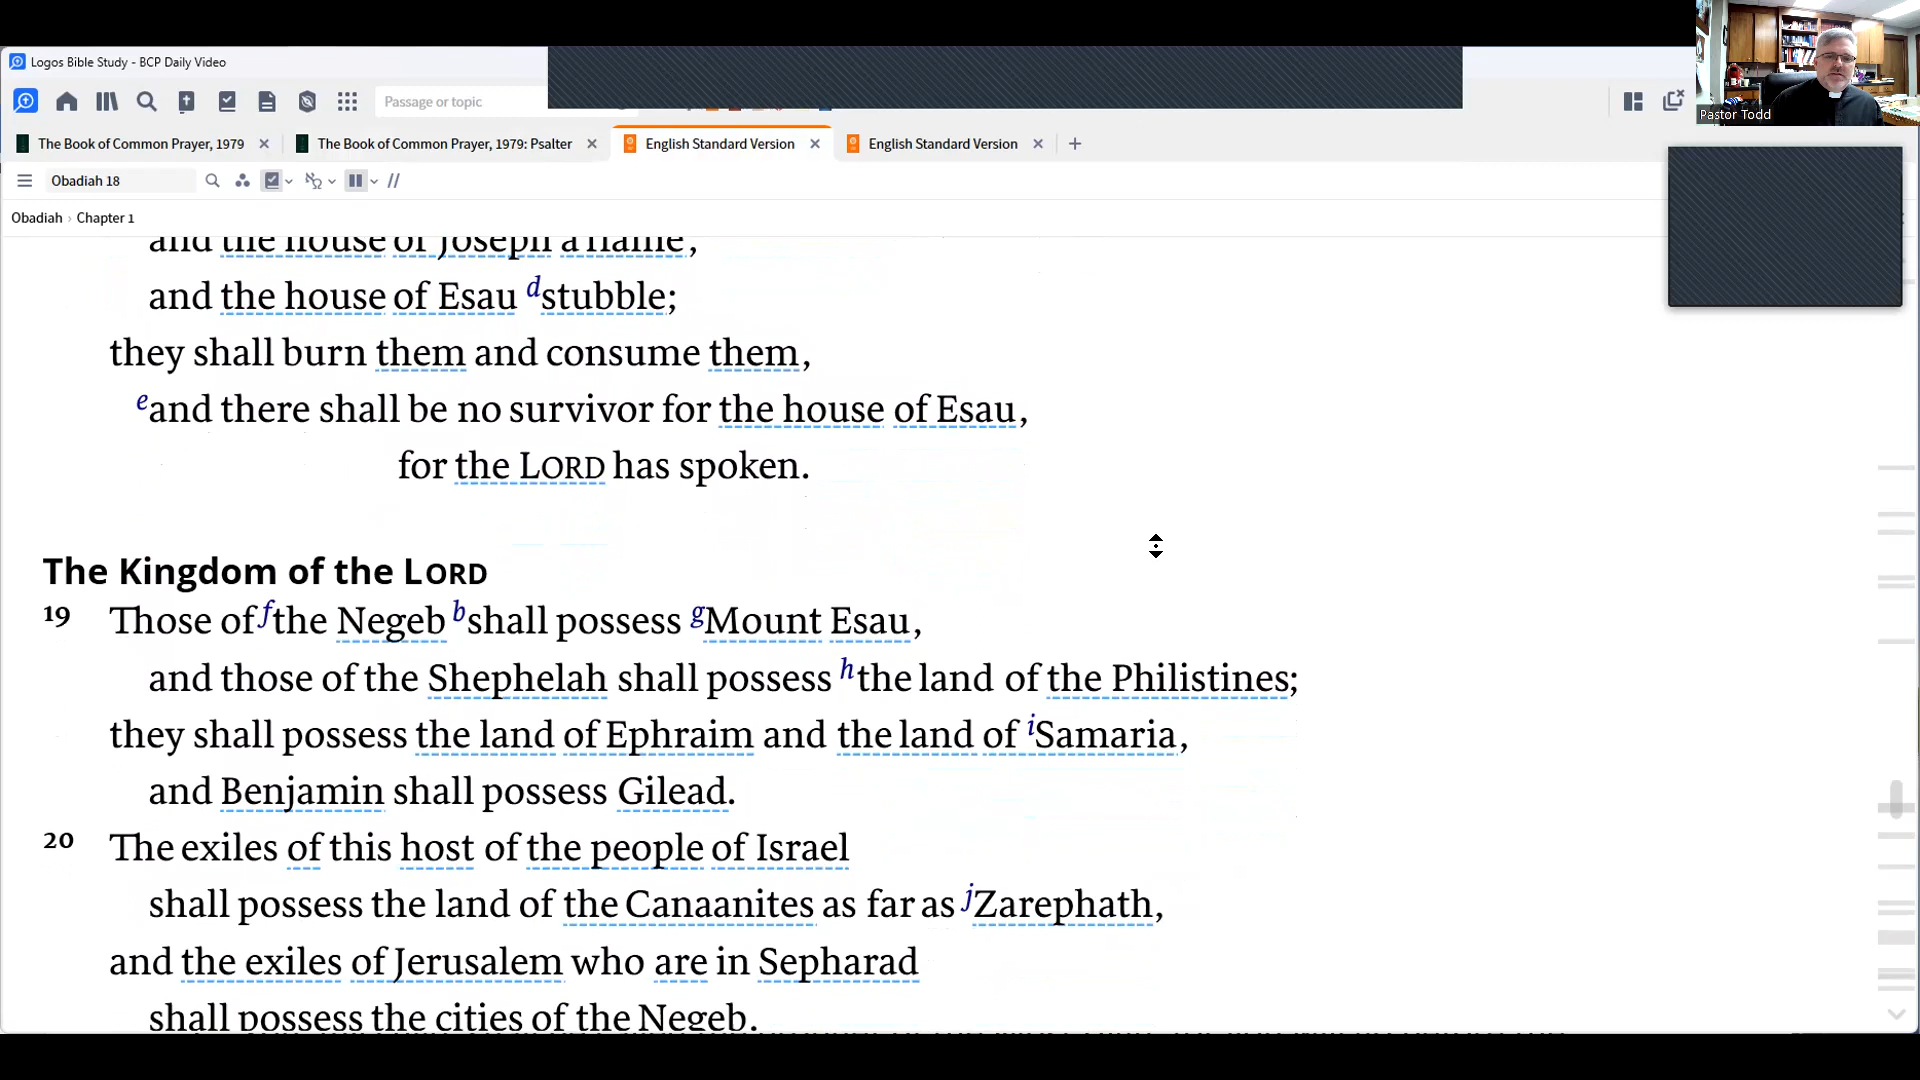 Logos Bible Study - BCP Daily Video
Passage or topic
Pastor Todd
The Book of Common Prayer, 1979
The Book of Common Prayer, 1979: Psalter
English Standard Version
English Standard Version
Obadiah 18
Obadiah › Chapter 1
and the house of Joseph a flame,
and the house of Esau dstubble;
they shall burn them and consume them,
eand there shall be no survivor for the house of Esau,
for the LORD has spoken.
The Kingdom of the LORD
19 Those of fthe Negeb bshall possess gMount Esau,
and those of the Shephelah shall possess hthe land of the Philistines;
they shall possess the land of Ephraim and the land of iSamaria,
and Benjamin shall possess Gilead.
20 The exiles of this host of the people of Israel
shall possess the land of the Canaanites as far as jZarephath,
and the exiles of Jerusalem who are in Sepharad
shall possess the cities of the Negeb.